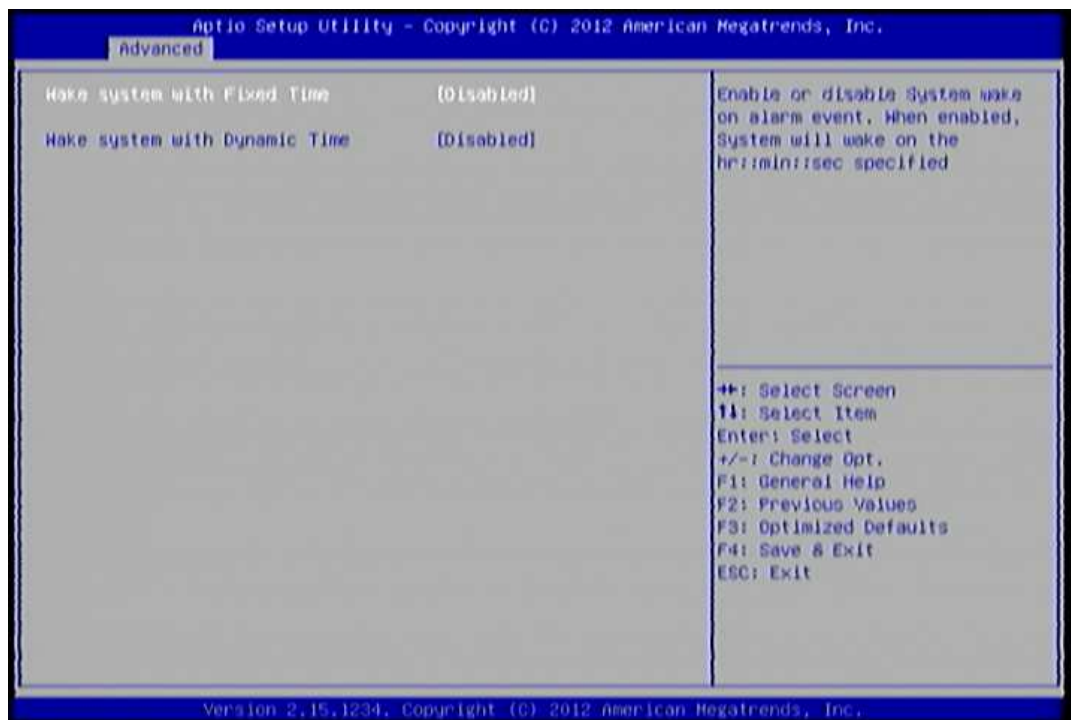 Aptio Setup Utility - Copyright (C) 2012 American Megatrends, Inc.
Advanced
Wake system with Fixed Time [Disabled]
Wake system with Dynamic Time [Disabled]
Enable or disable System wake
on alarm event. When enabled,
System will wake on the
hr::min::sec specified
→←: Select Screen
↑↓: Select Item
Enter: Select
+/-: Change Opt.
F1: General Help
F2: Previous Values
F3: Optimized Defaults
F4: Save & Exit
ESC: Exit
Version 2.15.1234. Copyright (C) 2012 American Megatrends, Inc.